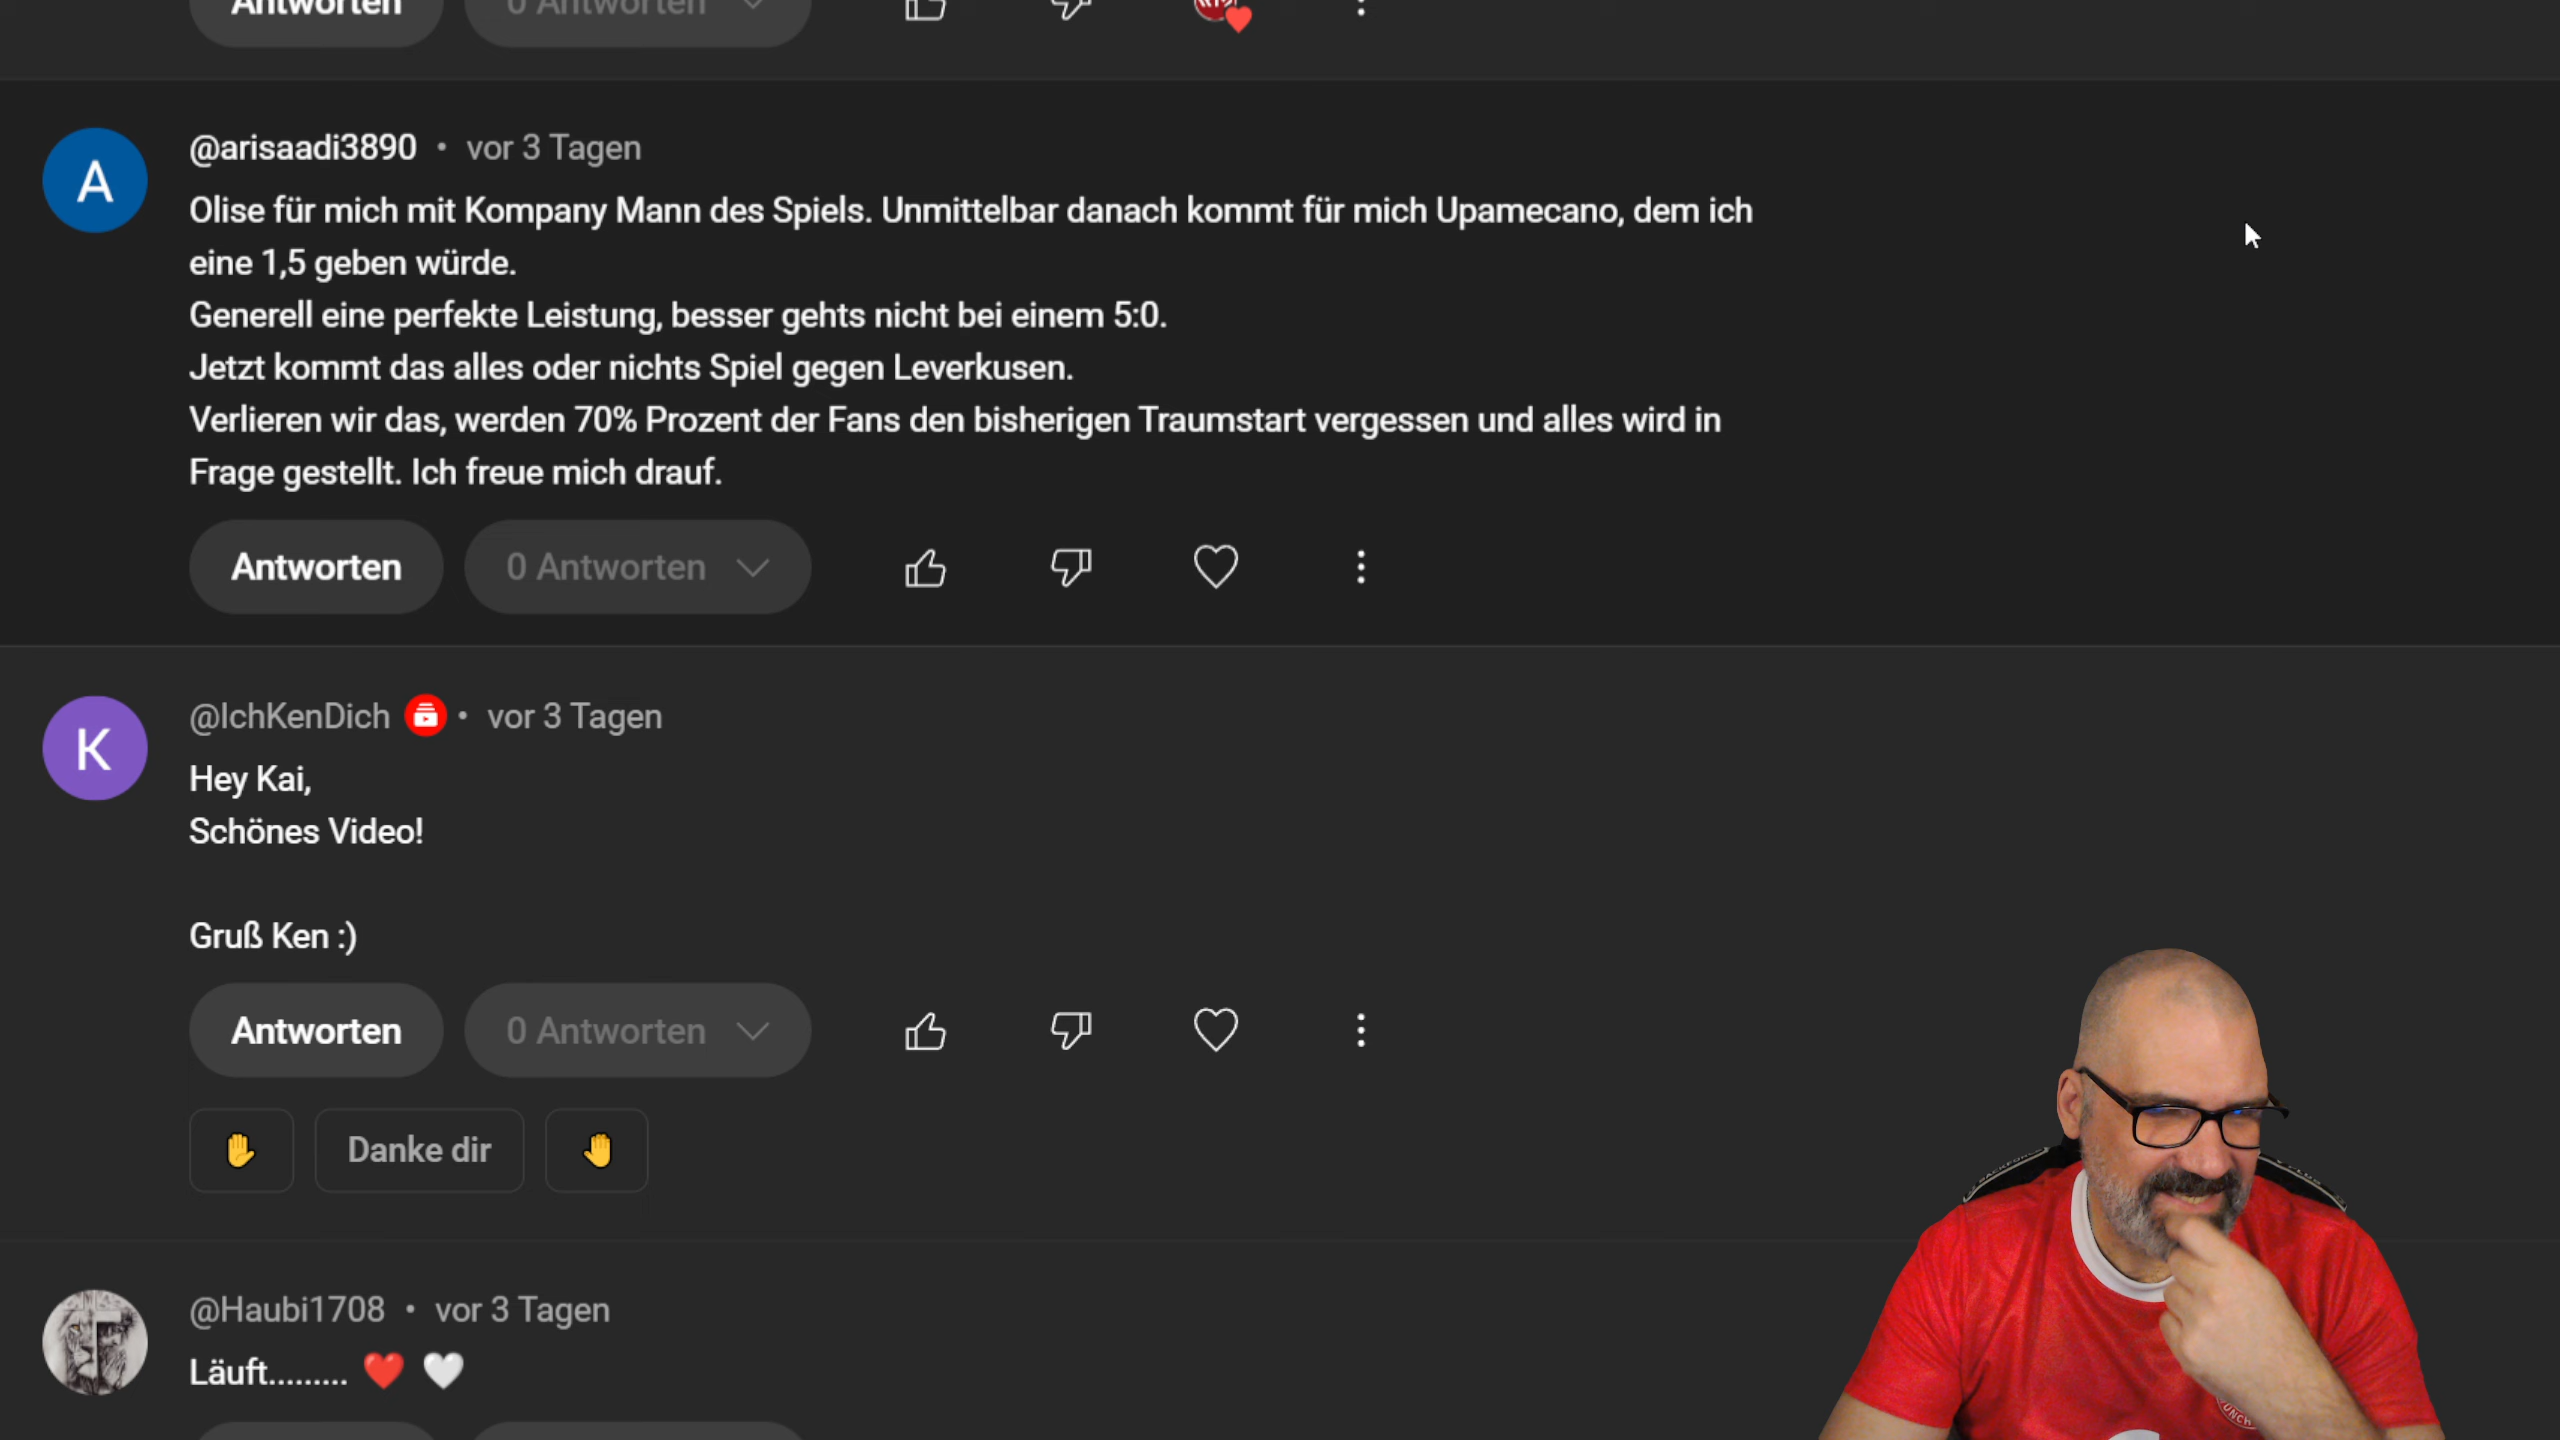 Antworten
0 Antworten
@arisaadi3890 • vor 3 Tagen
A
Olise für mich mit Kompany Mann des Spiels. Unmittelbar danach kommt für mich Upamecano, dem ich
eine 1,5 geben würde.
Generell eine perfekte Leistung, besser gehts nicht bei einem 5:0.
Jetzt kommt das alles oder nichts Spiel gegen Leverkusen.
Verlieren wir das, werden 70% Prozent der Fans den bisherigen Traumstart vergessen und alles wird in
Frage gestellt. Ich freue mich drauf.
Antworten
0 Antworten
@IchKenDich • vor 3 Tagen
K
Hey Kai,
Schönes Video!
Gruß Ken :)
Antworten
0 Antworten
✋
Danke dir
🤚
@Haubi1708 • vor 3 Tagen
Läuft......... ❤️ 🤍